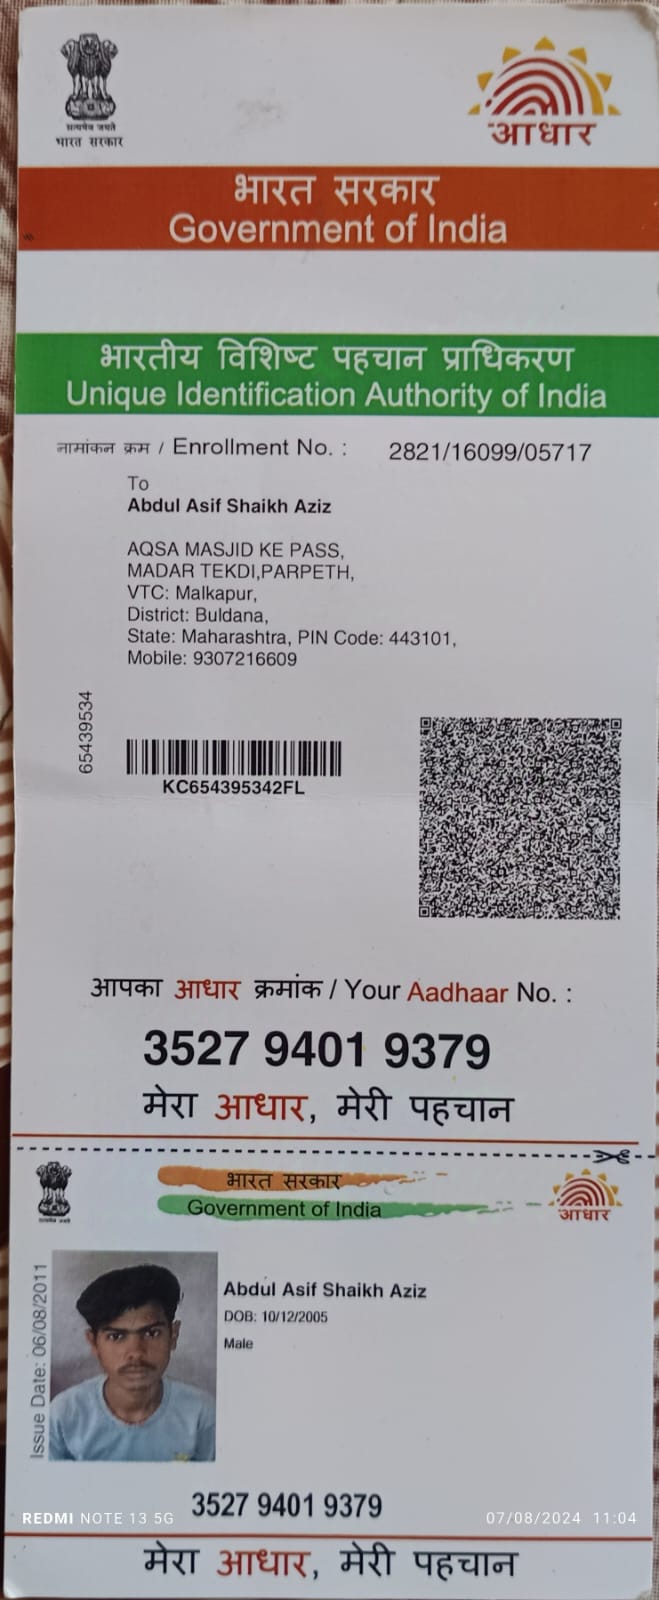 सत्यमेव जयते
भारत सरकार
आधार
भारत सरकार
Government of India
भारतीय विशिष्ट पहचान प्राधिकरण
Unique Identification Authority of India
नामांकन क्रम / Enrollment No. : 2821/16099/05717
To
Abdul Asif Shaikh Aziz
AQSA MASJID KE PASS,
MADAR TEKDI,PARPETH,
VTC: Malkapur,
District: Buldana,
State: Maharashtra, PIN Code: 443101,
Mobile: 9307216609
65439534
KC654395342FL
आपका आधार क्रमांक / Your Aadhaar No. :
3527 9401 9379
मेरा आधार, मेरी पहचान
सत्यमेव जयते
भारत सरकार
Government of India
आधार
Issue Date: 06/08/2011
Abdul Asif Shaikh Aziz
DOB: 10/12/2005
Male
3527 9401 9379
REDMI NOTE 13 5G
07/08/2024 11:04
मेरा आधार, मेरी पहचान